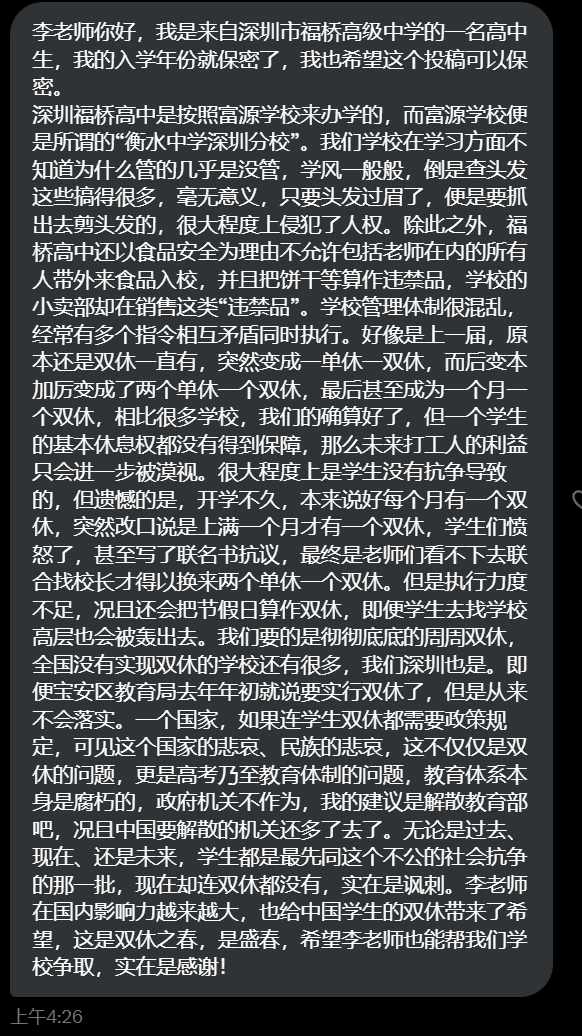 李老师你好，我是来自深圳市福桥高级中学的一名高中
生，我的入学年份就保密了，我也希望这个投稿可以保
密。
深圳福桥高中是按照富源学校来办学的，而富源学校便
是所谓的“衡水中学深圳分校”。我们学校在学习方面不
知道为什么管的几乎是没管，学风一般般，倒是查头发
这些搞得很多，毫无意义，只要头发过眉了，便是要抓
出去剪头发的，很大程度上侵犯了人权。除此之外，福
桥高中还以食品安全为理由不允许包括老师在内的所有
人带外来食品入校，并且把饼干等算作违禁品，学校的
小卖部却在销售这类“违禁品”。学校管理体制很混乱，
经常有多个指令相互矛盾同时执行。好像是上一届，原
本还是双休一直有，突然变成一单休一双休，而后变本
加厉变成了两个单休一个双休，最后甚至成为一个月一
个双休，相比很多学校，我们的确算好了，但一个学生
的基本休息权都没有得到保障，那么未来打工人的利益
只会进一步被漠视。很大程度上是学生没有抗争导致
的，但遗憾的是，开学不久，本来说好每个月有一个双
休，突然改口说是上满一个月才有一个双休，学生们愤
怒了，甚至写了联名书抗议，最终是老师们看不下去联
合找校长才得以换来两个单休一个双休。但是执行力度
不足，况且还会把节假日算作双休，即便学生去找学校
高层也会被轰出去。我们要的是彻彻底底的周周双休，
全国没有实现双休的学校还有很多，我们深圳也是。即
便宝安区教育局去年年初就说要实行双休了，但是从来
不会落实。一个国家，如果连学生双休都需要政策规
定，可见这个国家的悲哀、民族的悲哀，这不仅仅是双
休的问题，更是高考乃至教育体制的问题，教育体系本
身是腐朽的，政府机关不作为，我的建议是解散教育部
吧，况且中国要解散的机关还多了去了。无论是过去、
现在、还是未来，学生都是最先同这个不公的社会抗争
的那一批，现在却连双休都没有，实在是讽刺。李老师
在国内影响力越来越大，也给中国学生的双休带来了希
望，这是双休之春，是盛春，希望李老师也能帮我们学
校争取，实在是感谢！
上午4:26